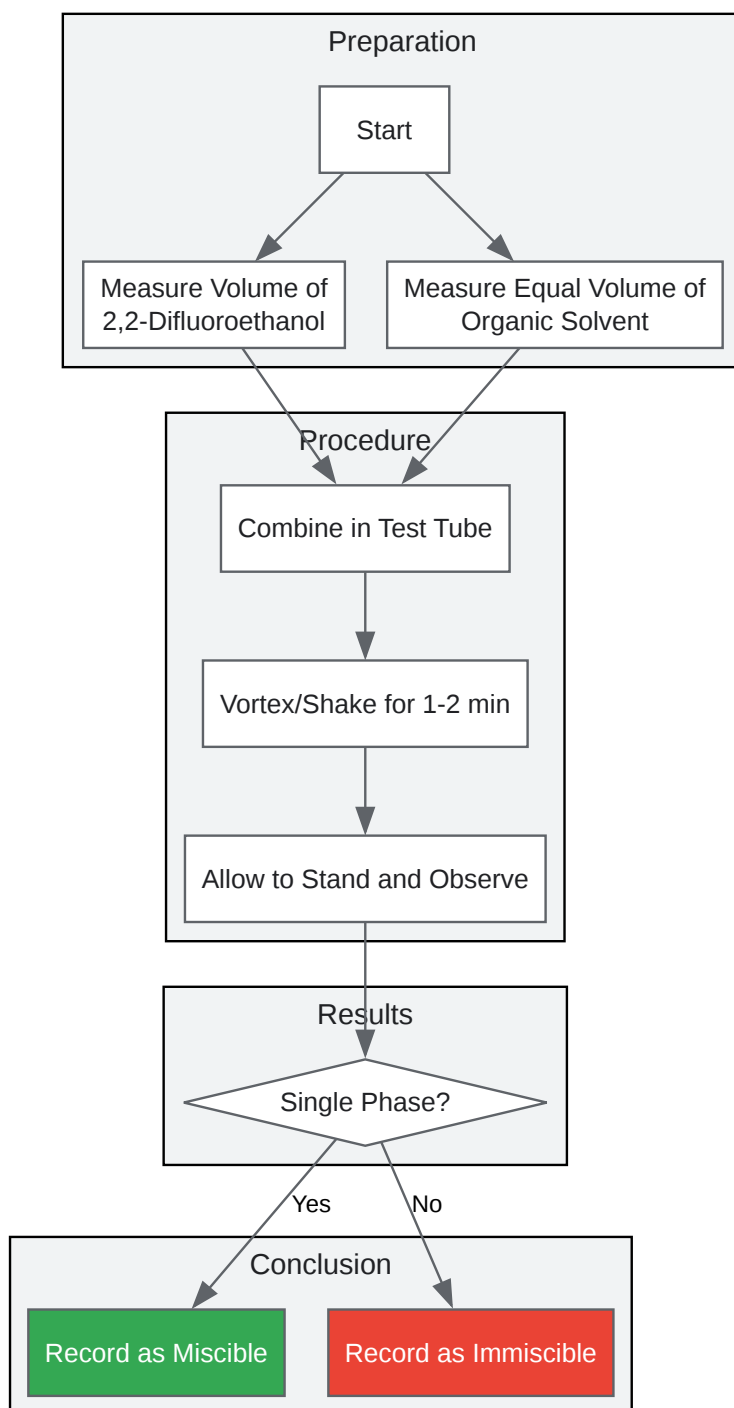 Preparation
Start
Measure Volume of
2,2-Difluoroethanol
Measure Equal Volume of
Organic Solvent
Procedure
Combine in Test Tube
Vortex/Shake for 1-2 min
Allow to Stand and Observe
Results
Single Phase?
Yes
No
Conclusion
Record as Miscible
Record as Immiscible